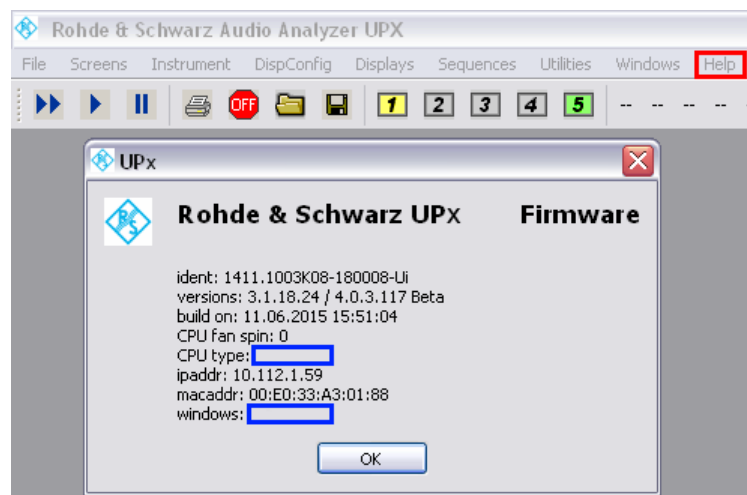 Rohde & Schwarz Audio Analyzer UPX
File Screens Instrument DispConfig Displays Sequences Utilities Windows Help
OFF 1 2 3 4 5 -- -- -- --
UPx
R S
Rohde & Schwarz UPX Firmware
ident: 1411.1003K08-180008-Ui
versions: 3.1.18.24 / 4.0.3.117 Beta
build on: 11.06.2015 15:51:04
CPU fan spin: 0
CPU type:
ipaddr: 10.112.1.59
macaddr: 00:E0:33:A3:01:88
windows:
OK